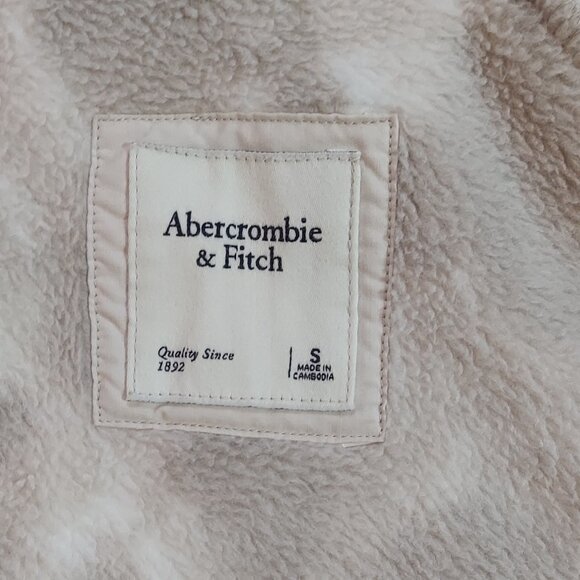 Abercrombie
& Fitch
Quality Since
1892
S
MADE IN
CAMBODIA